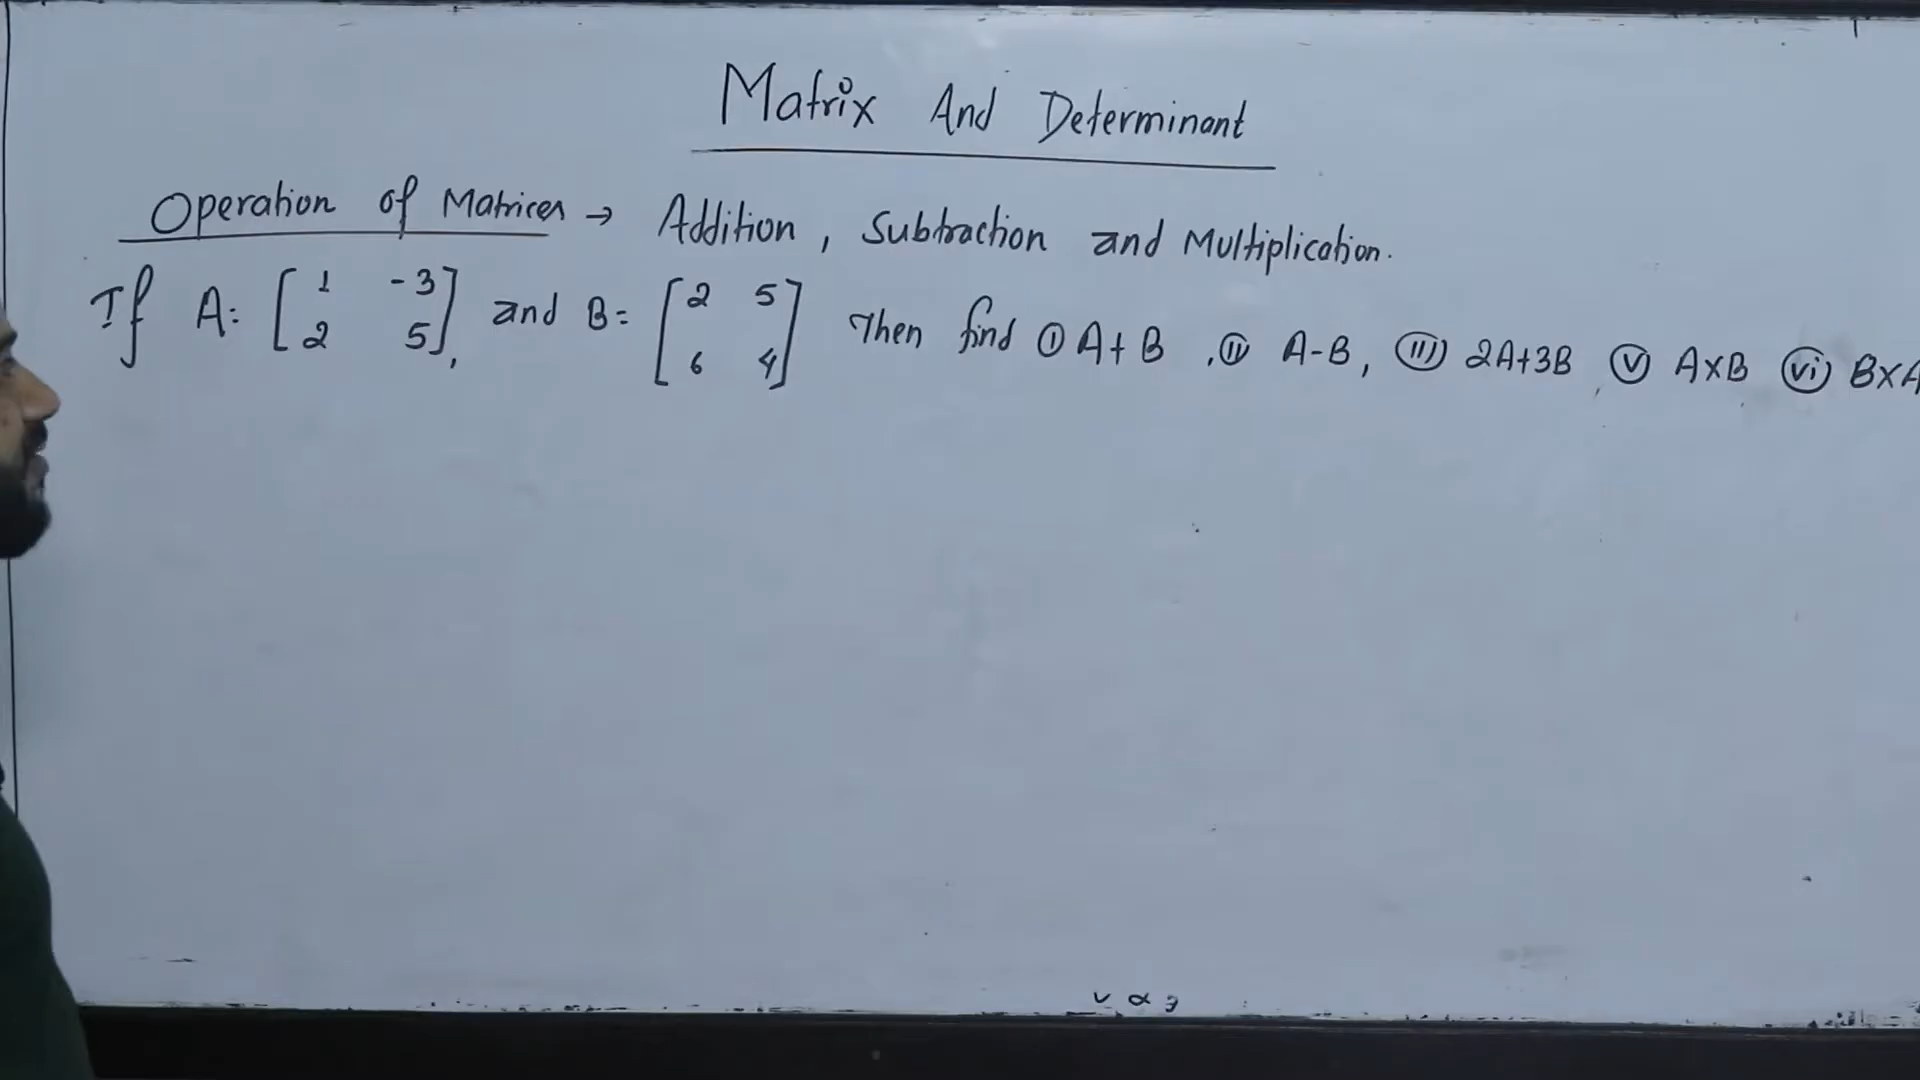 Matrix And Determinant
Operation of Matrices → Addition, Subtraction and Multiplication.
If A= [1 -3; 2 5], and B= [2 5; 6 4] Then find (i) A+B, (ii) A-B, (iii) 2A+3B, (v) A×B (vi) B×A
v ∝ 3